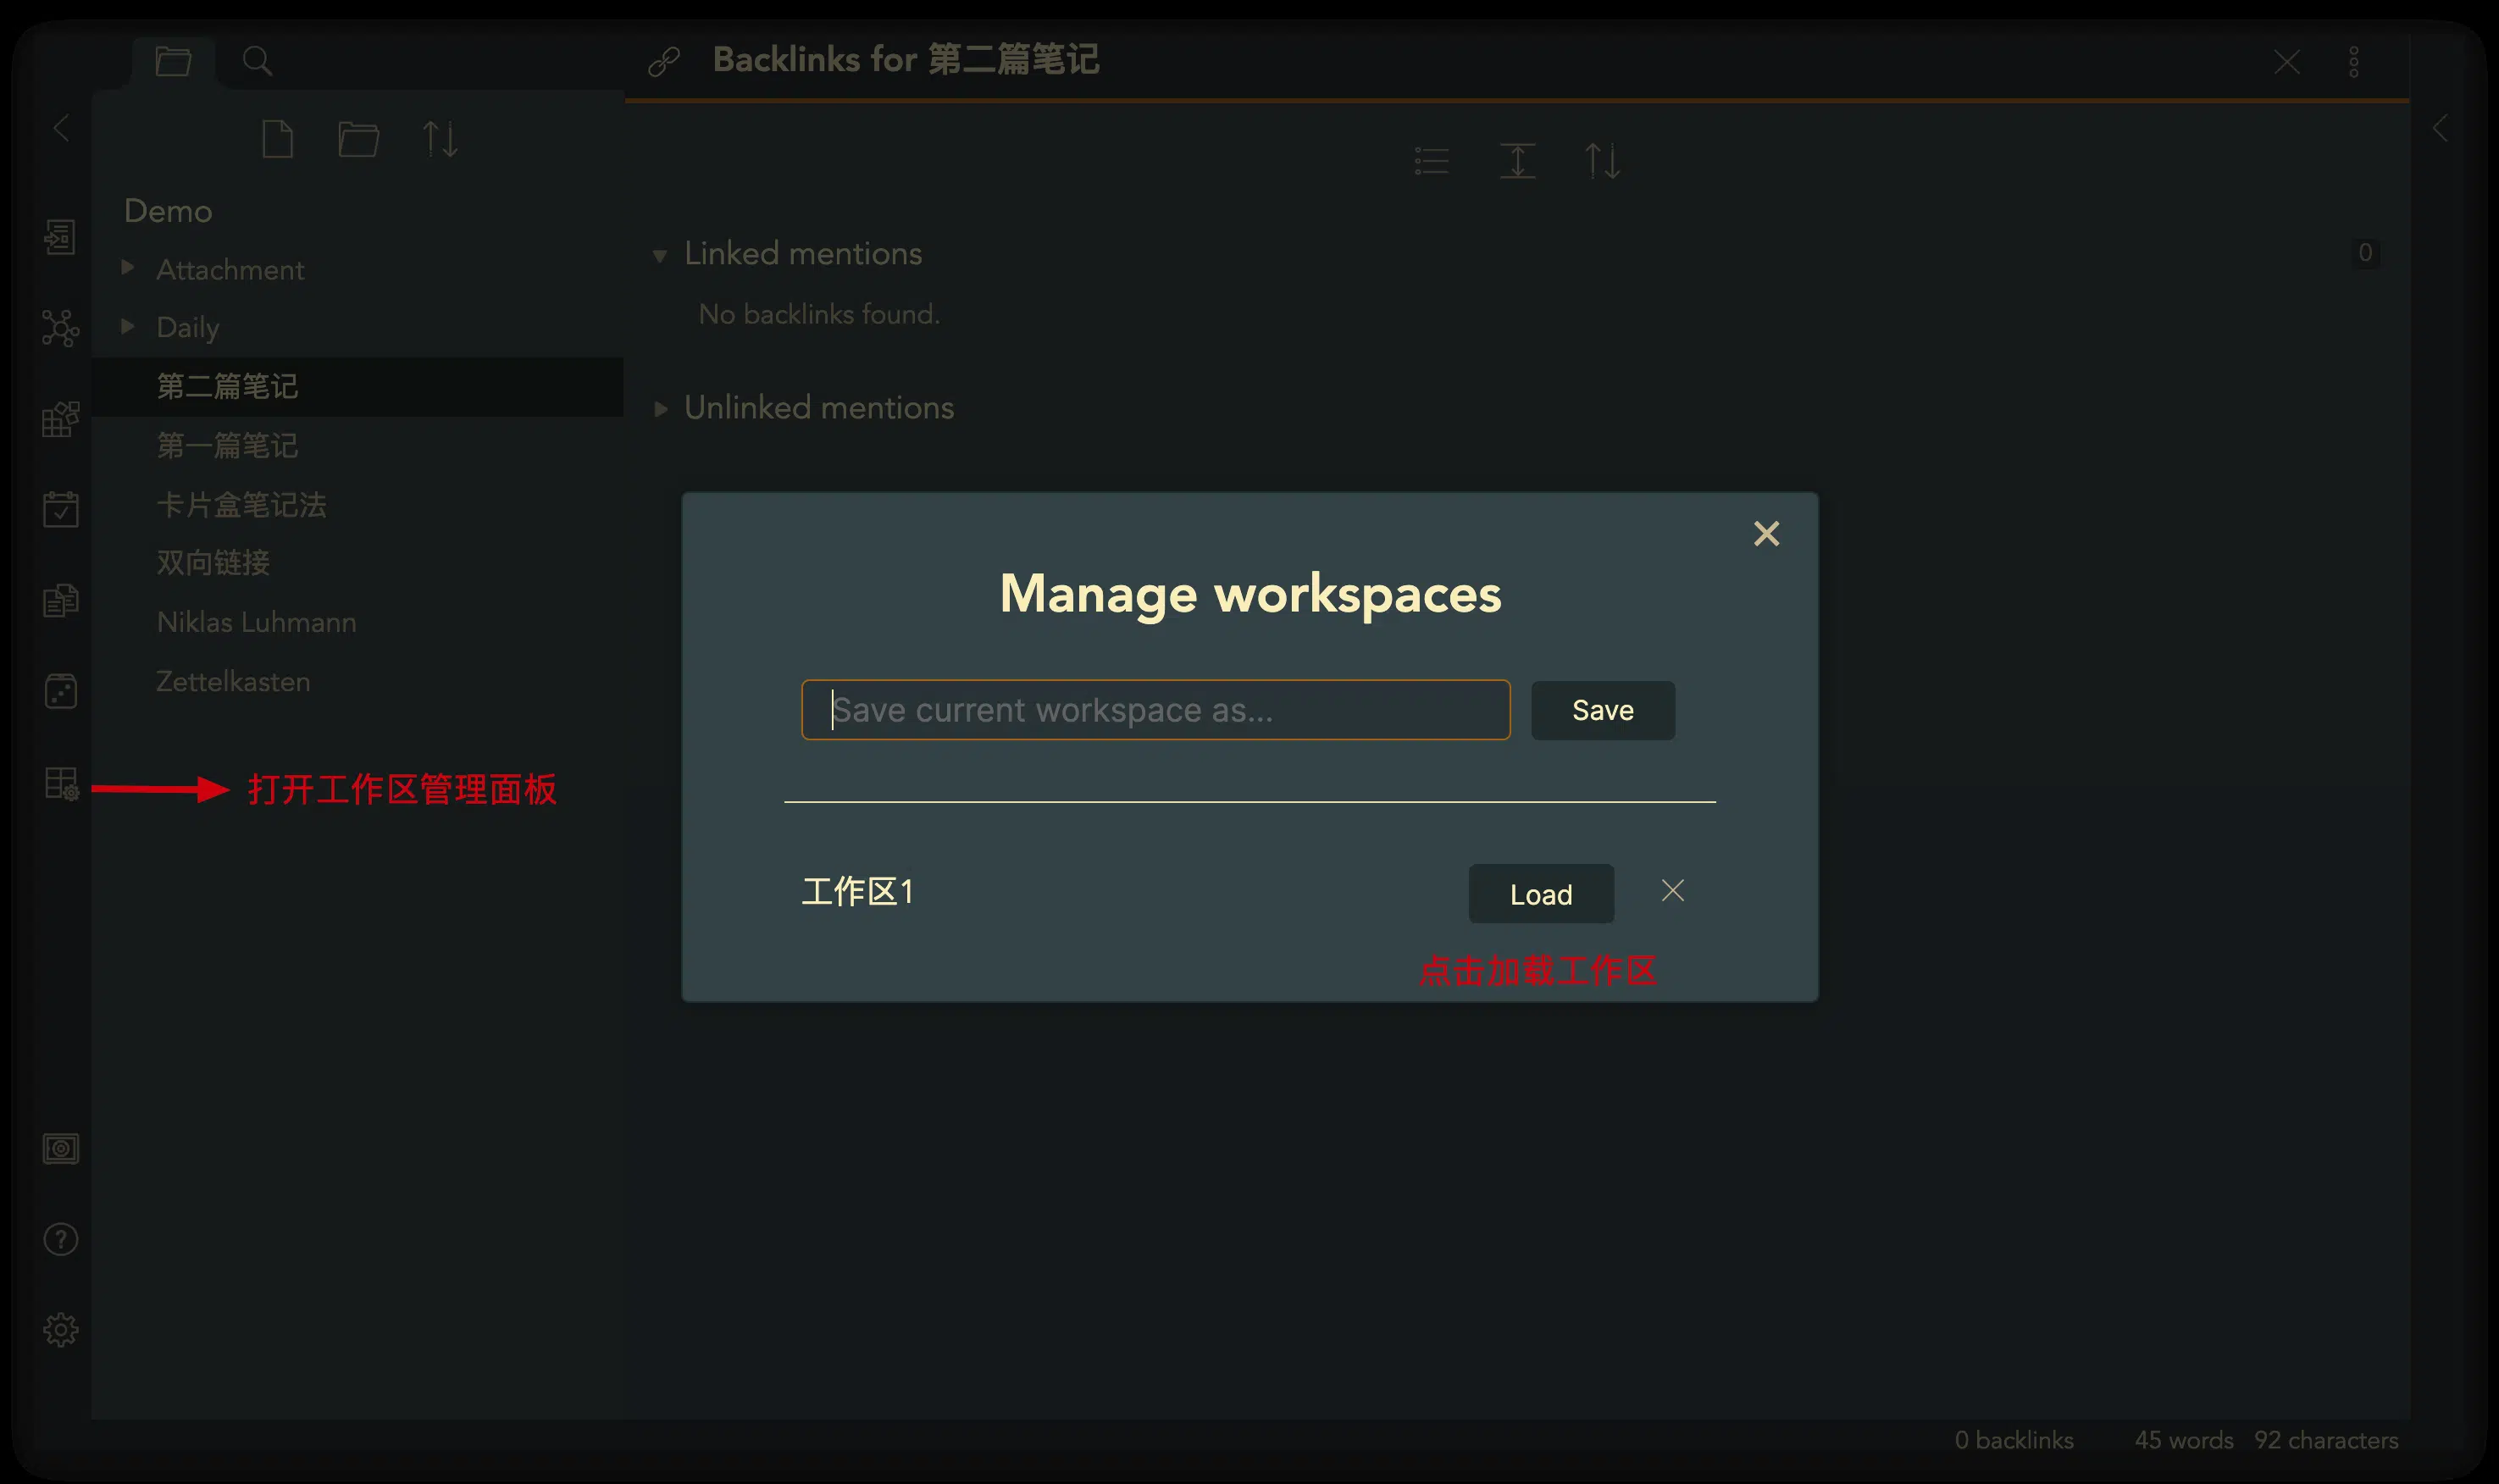 Backlinks for 第二篇笔记
Demo
Attachment
Daily
第二篇笔记
第一篇笔记
卡片盒笔记法
双向链接
Niklas Luhmann
Zettelkasten
打开工作区管理面板
Linked mentions
0
No backlinks found.
Unlinked mentions
Manage workspaces
Save current workspace as...
Save
工作区1
Load
点击加载工作区
0 backlinks
45 words
92 characters